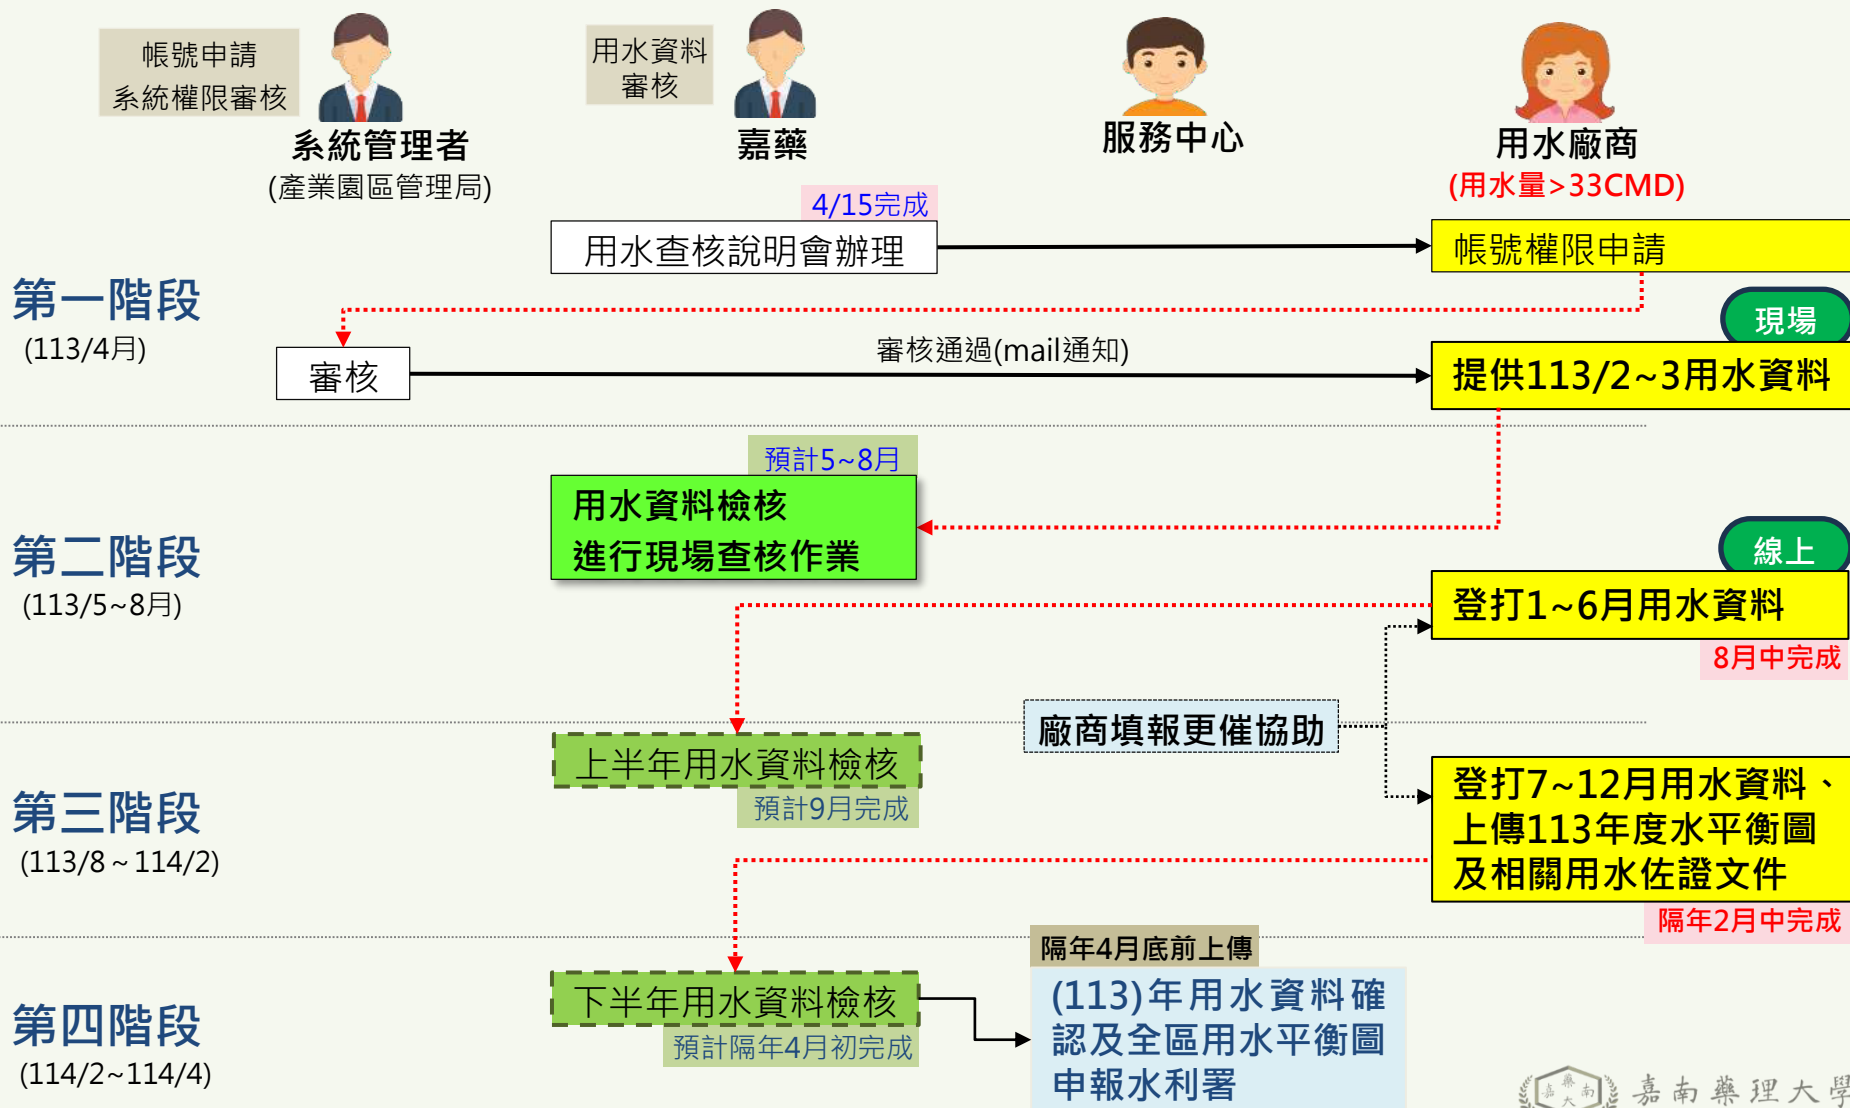 帳號申請
系統權限審核
系統管理者
(產業園區管理局)
用水資料
審核
嘉藥
服務中心
用水廠商
(用水量>33CMD)
第一階段
(113/4月)
4/15完成
用水查核說明會辦理
帳號權限申請
現場
審核
審核通過(mail通知)
提供113/2~3用水資料
第二階段
(113/5~8月)
預計5~8月
用水資料檢核
進行現場查核作業
線上
登打1~6月用水資料
8月中完成
廠商填報更催協助
第三階段
(113/8～114/2)
上半年用水資料檢核
預計9月完成
登打7~12月用水資料、
上傳113年度水平衡圖
及相關用水佐證文件
隔年2月中完成
第四階段
(114/2~114/4)
下半年用水資料檢核
預計隔年4月初完成
隔年4月底前上傳
(113)年用水資料確
認及全區用水平衡圖
申報水利署
嘉南藥理大學